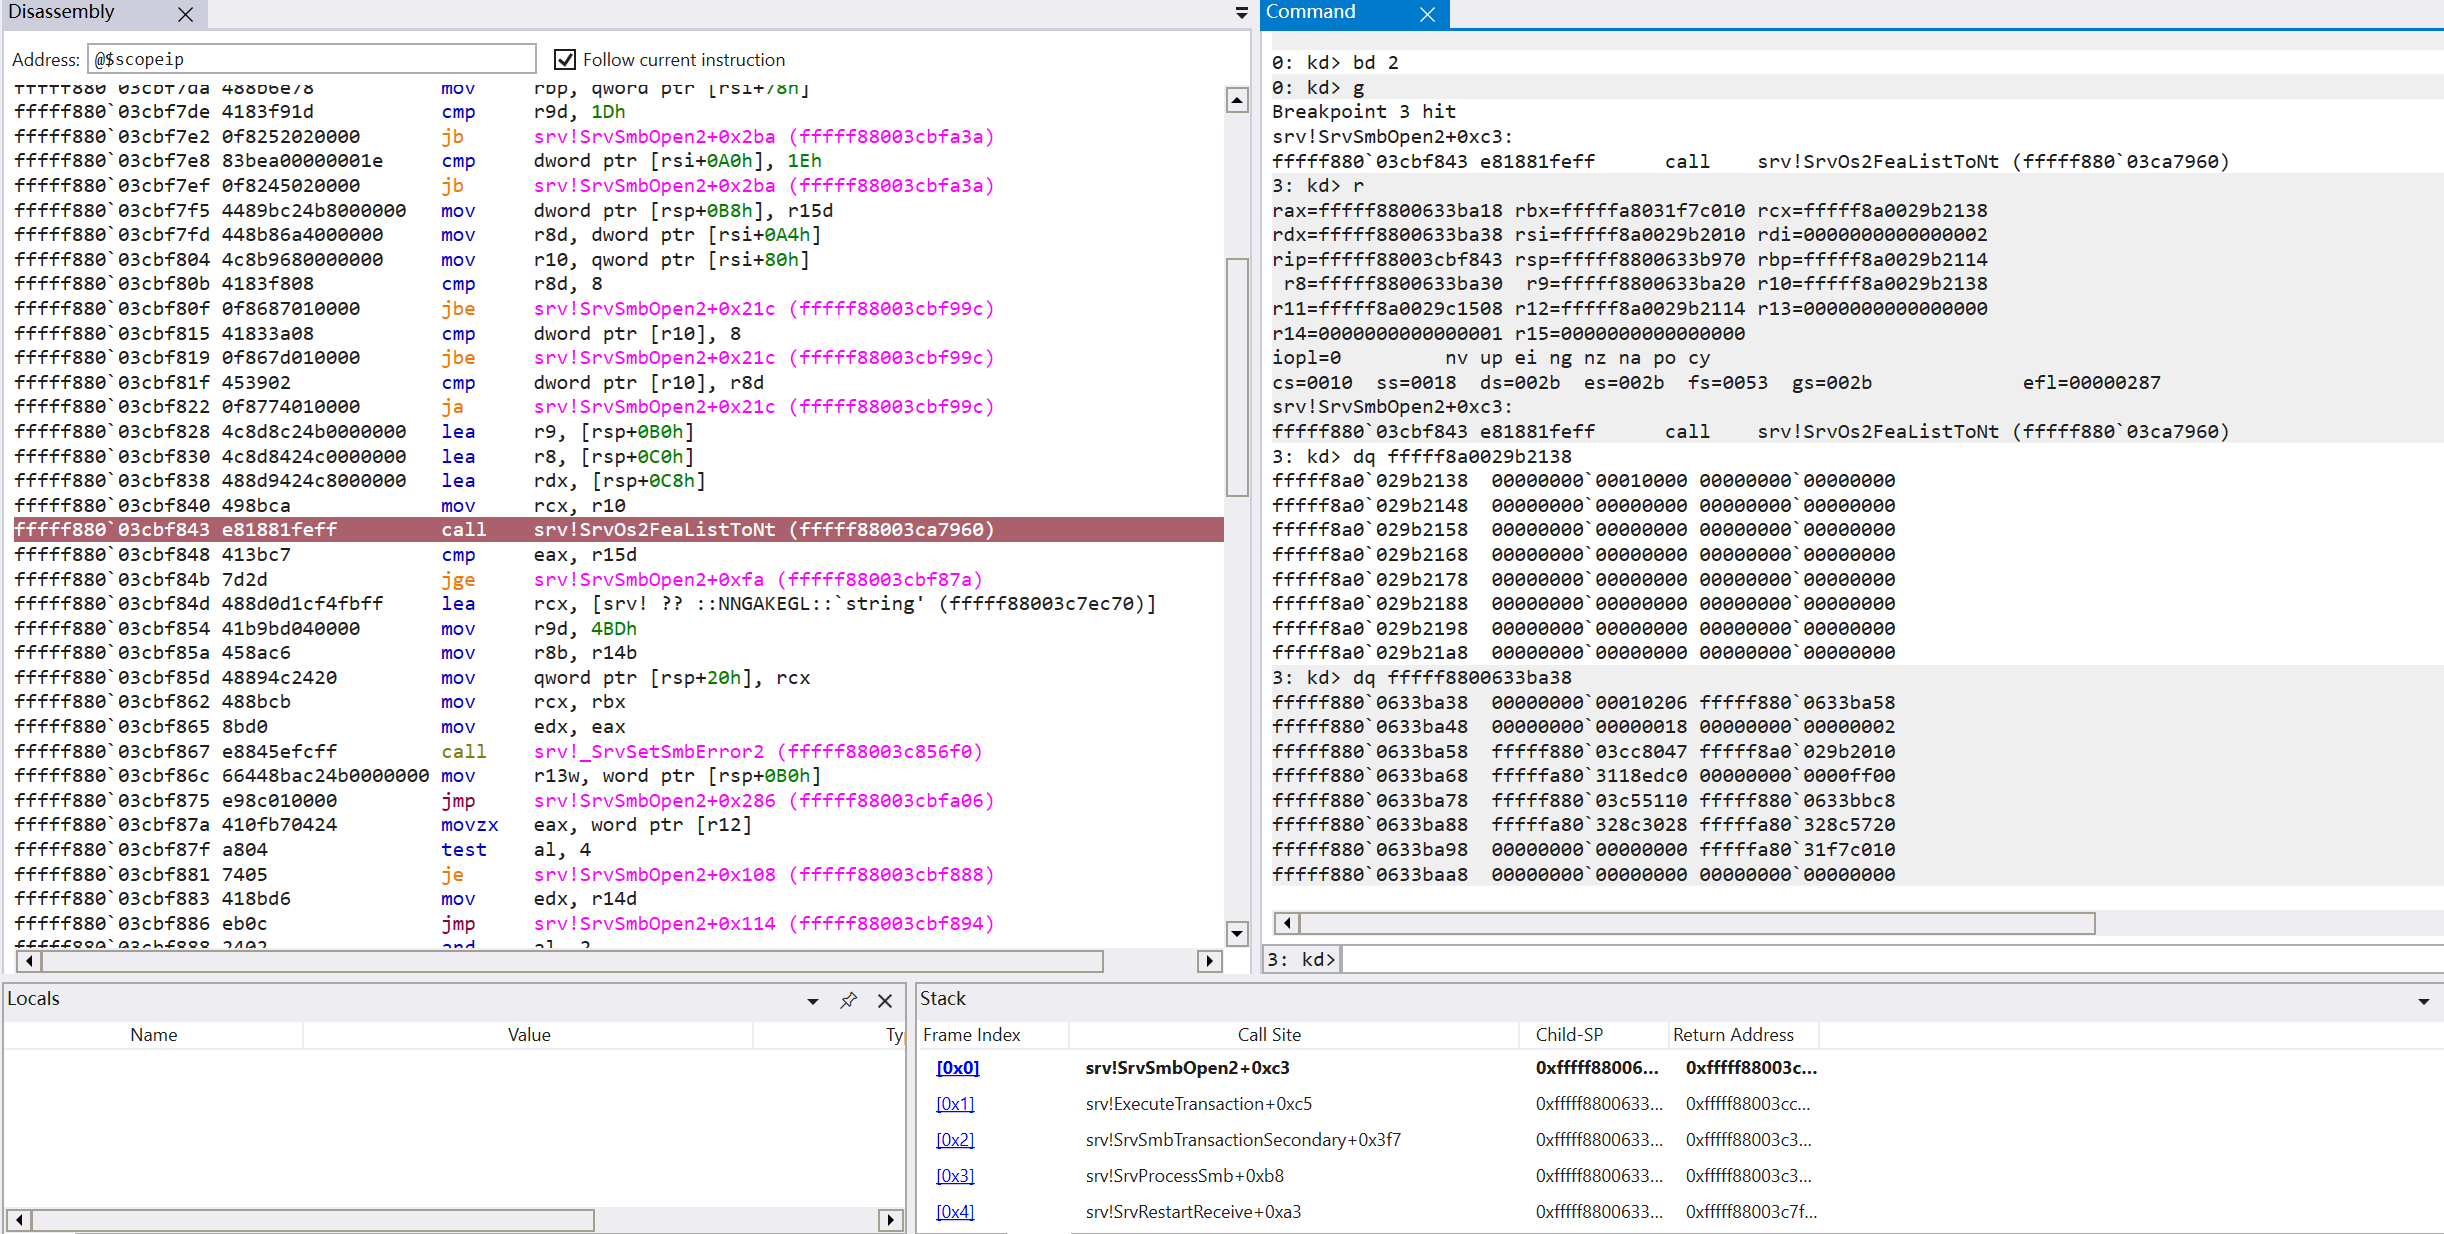 Disassembly
Address: @$scopeip Follow current instruction
fffff880`03cbf7da 488b6e78 mov rbp, qword ptr [rsi+78h]
fffff880`03cbf7de 4183f91d cmp r9d, 1Dh
fffff880`03cbf7e2 0f8252020000 jb srv!SrvSmbOpen2+0x2ba (fffff88003cbfa3a)
fffff880`03cbf7e8 83bea00000001e cmp dword ptr [rsi+0A0h], 1Eh
fffff880`03cbf7ef 0f8245020000 jb srv!SrvSmbOpen2+0x2ba (fffff88003cbfa3a)
fffff880`03cbf7f5 4489bc24b8000000 mov dword ptr [rsp+0B8h], r15d
fffff880`03cbf7fd 448b86a4000000 mov r8d, dword ptr [rsi+0A4h]
fffff880`03cbf804 4c8b9680000000 mov r10, qword ptr [rsi+80h]
fffff880`03cbf80b 4183f808 cmp r8d, 8
fffff880`03cbf80f 0f8687010000 jbe srv!SrvSmbOpen2+0x21c (fffff88003cbf99c)
fffff880`03cbf815 41833a08 cmp dword ptr [r10], 8
fffff880`03cbf819 0f867d010000 jbe srv!SrvSmbOpen2+0x21c (fffff88003cbf99c)
fffff880`03cbf81f 453902 cmp dword ptr [r10], r8d
fffff880`03cbf822 0f8774010000 ja srv!SrvSmbOpen2+0x21c (fffff88003cbf99c)
fffff880`03cbf828 4c8d8c24b0000000 lea r9, [rsp+0B0h]
fffff880`03cbf830 4c8d8424c0000000 lea r8, [rsp+0C0h]
fffff880`03cbf838 488d9424c8000000 lea rdx, [rsp+0C8h]
fffff880`03cbf840 498bca mov rcx, r10
fffff880`03cbf843 e81881feff call srv!SrvOs2FeaListToNt (fffff88003ca7960)
fffff880`03cbf848 413bc7 cmp eax, r15d
fffff880`03cbf84b 7d2d jge srv!SrvSmbOpen2+0xfa (fffff88003cbf87a)
fffff880`03cbf84d 488d0d1cf4fbff lea rcx, [srv! ?? ::NNGAKEGL::`string' (fffff88003c7ec70)]
fffff880`03cbf854 41b9bd040000 mov r9d, 4BDh
fffff880`03cbf85a 458ac6 mov r8b, r14b
fffff880`03cbf85d 48894c2420 mov qword ptr [rsp+20h], rcx
fffff880`03cbf862 488bcb mov rcx, rbx
fffff880`03cbf865 8bd0 mov edx, eax
fffff880`03cbf867 e8845efcff call srv!_SrvSetSmbError2 (fffff88003c856f0)
fffff880`03cbf86c 66448bac24b0000000 mov r13w, word ptr [rsp+0B0h]
fffff880`03cbf875 e98c010000 jmp srv!SrvSmbOpen2+0x286 (fffff88003cbfa06)
fffff880`03cbf87a 410fb70424 movzx eax, word ptr [r12]
fffff880`03cbf87f a804 test al, 4
fffff880`03cbf881 7405 je srv!SrvSmbOpen2+0x108 (fffff88003cbf888)
fffff880`03cbf883 418bd6 mov edx, r14d
fffff880`03cbf886 eb0c jmp srv!SrvSmbOpen2+0x114 (fffff88003cbf894)
fffff880`03cbf888 2402 and al, 2
Command
0: kd> bd 2
0: kd> g
Breakpoint 3 hit
srv!SrvSmbOpen2+0xc3:
fffff880`03cbf843 e81881feff call srv!SrvOs2FeaListToNt (fffff880`03ca7960)
3: kd> r
rax=fffff8800633ba18 rbx=fffffa8031f7c010 rcx=fffff8a0029b2138
rdx=fffff8800633ba38 rsi=fffff8a0029b2010 rdi=0000000000000002
rip=fffff88003cbf843 rsp=fffff8800633b970 rbp=fffff8a0029b2114
r8=fffff8800633ba30 r9=fffff8800633ba20 r10=fffff8a0029b2138
r11=fffff8a0029c1508 r12=fffff8a0029b2114 r13=0000000000000000
r14=0000000000000001 r15=0000000000000000
iopl=0 nv up ei ng nz na po cy
cs=0010 ss=0018 ds=002b es=002b fs=0053 gs=002b efl=00000287
srv!SrvSmbOpen2+0xc3:
fffff880`03cbf843 e81881feff call srv!SrvOs2FeaListToNt (fffff880`03ca7960)
3: kd> dq fffff8a0029b2138
fffff8a0`029b2138 00000000`00010000 00000000`00000000
fffff8a0`029b2148 00000000`00000000 00000000`00000000
fffff8a0`029b2158 00000000`00000000 00000000`00000000
fffff8a0`029b2168 00000000`00000000 00000000`00000000
fffff8a0`029b2178 00000000`00000000 00000000`00000000
fffff8a0`029b2188 00000000`00000000 00000000`00000000
fffff8a0`029b2198 00000000`00000000 00000000`00000000
fffff8a0`029b21a8 00000000`00000000 00000000`00000000
3: kd> dq fffff8800633ba38
fffff880`0633ba38 00000000`00010206 fffff880`0633ba58
fffff880`0633ba48 00000000`00000018 00000000`00000002
fffff880`0633ba58 fffff880`03cc8047 fffff8a0`029b2010
fffff880`0633ba68 fffffa80`3118edc0 00000000`0000ff00
fffff880`0633ba78 fffff880`03c55110 fffff880`0633bbc8
fffff880`0633ba88 fffffa80`328c3028 fffffa80`328c5720
fffff880`0633ba98 00000000`00000000 fffffa80`31f7c010
fffff880`0633baa8 00000000`00000000 00000000`00000000
3: kd>
Locals
Name Value Ty
Stack
Frame Index Call Site Child-SP Return Address
[0x0] srv!SrvSmbOpen2+0xc3 0xfffff88006... 0xfffff88003c...
[0x1] srv!ExecuteTransaction+0xc5 0xfffff8800633... 0xfffff88003cc...
[0x2] srv!SrvSmbTransactionSecondary+0x3f7 0xfffff8800633... 0xfffff88003c3...
[0x3] srv!SrvProcessSmb+0xb8 0xfffff8800633... 0xfffff88003c3...
[0x4] srv!SrvRestartReceive+0xa3 0xfffff8800633... 0xfffff88003c7f...